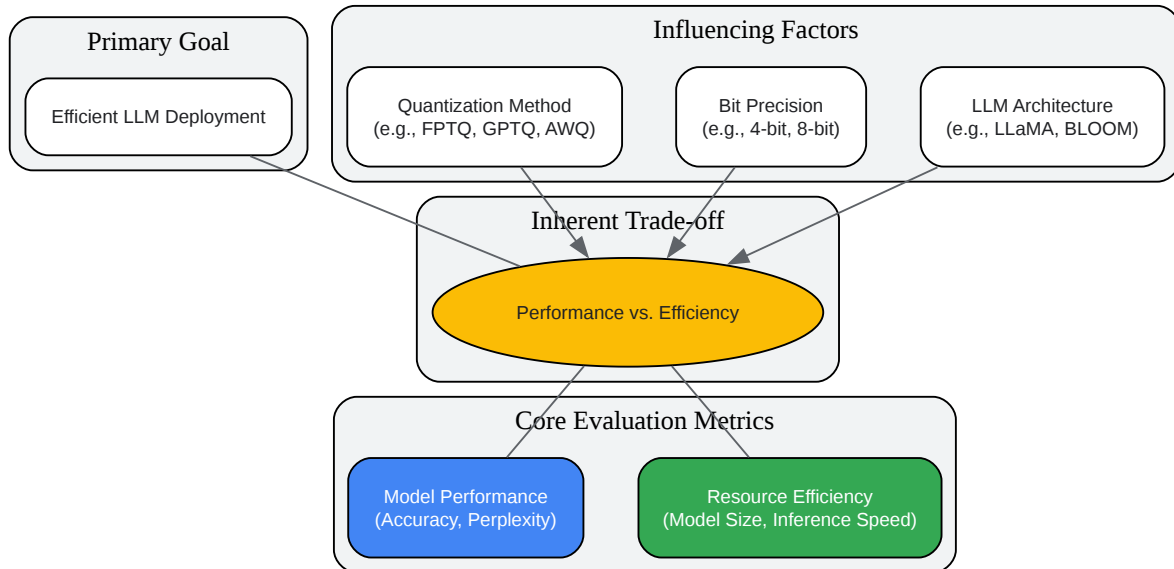 Primary Goal
Efficient LLM Deployment
Influencing Factors
Quantization Method
(e.g., FPTQ, GPTQ, AWQ)
Bit Precision
(e.g., 4-bit, 8-bit)
LLM Architecture
(e.g., LLaMA, BLOOM)
Inherent Trade-off
Performance vs. Efficiency
Core Evaluation Metrics
Model Performance
(Accuracy, Perplexity)
Resource Efficiency
(Model Size, Inference Speed)